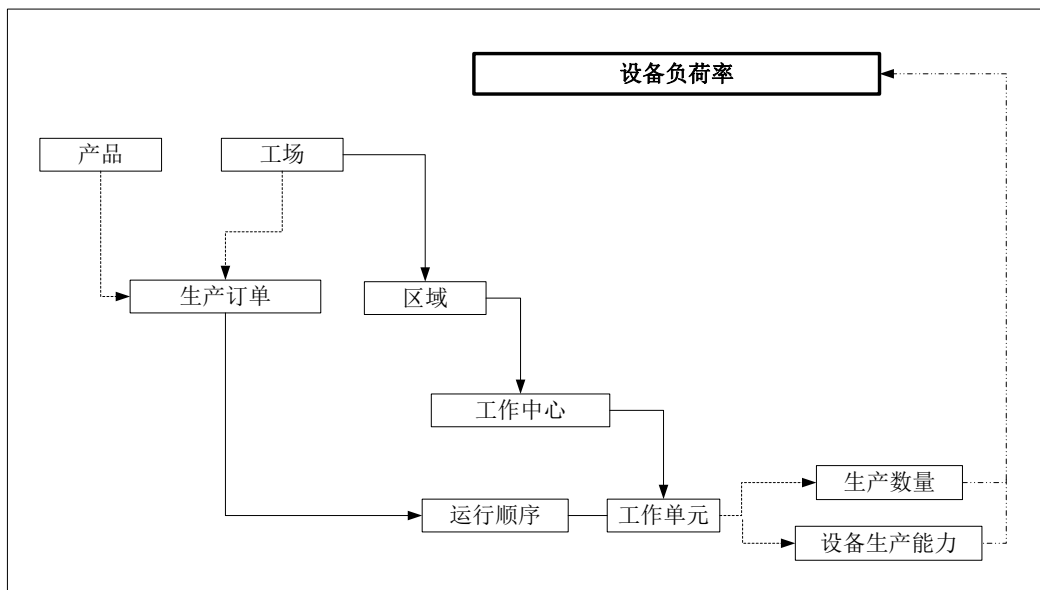 设备负荷率
产品
工场
生产订单
区域
工作中心
生产数量
运行顺序
工作单元
设备生产能力